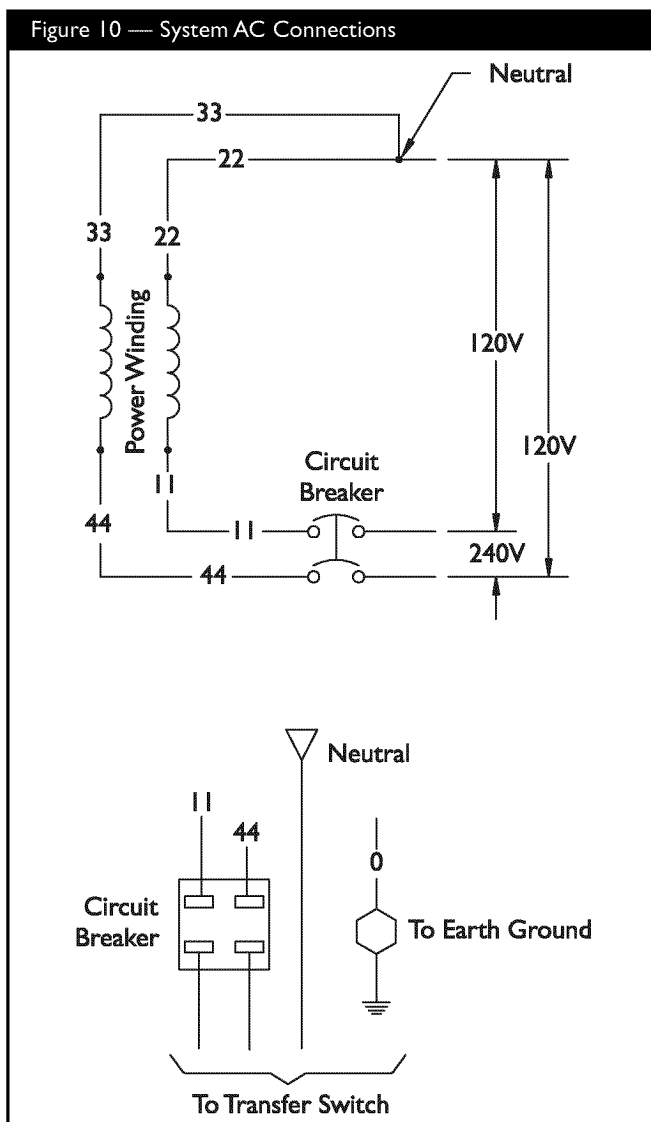 Figure 10 — System AC Connections
Neutral
33
22
33
22
Power Winding
120V
120V
Circuit
Breaker
11
44
11
240V
44
Neutral
11
44
0
Circuit
Breaker
To Earth Ground
To Transfer Switch